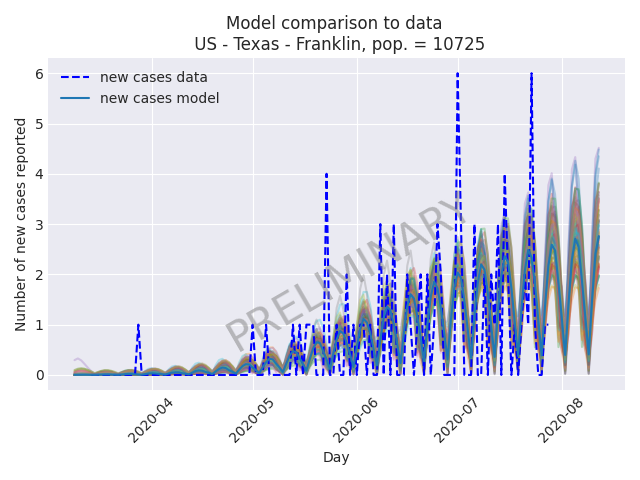 Model comparison to data
US - Texas - Franklin, pop. = 10725
new cases data
new cases model
PRELIMINARY
Number of new cases reported
6
5
4
3
2
1
0
2020-04
2020-05
2020-06
2020-07
2020-08
Day